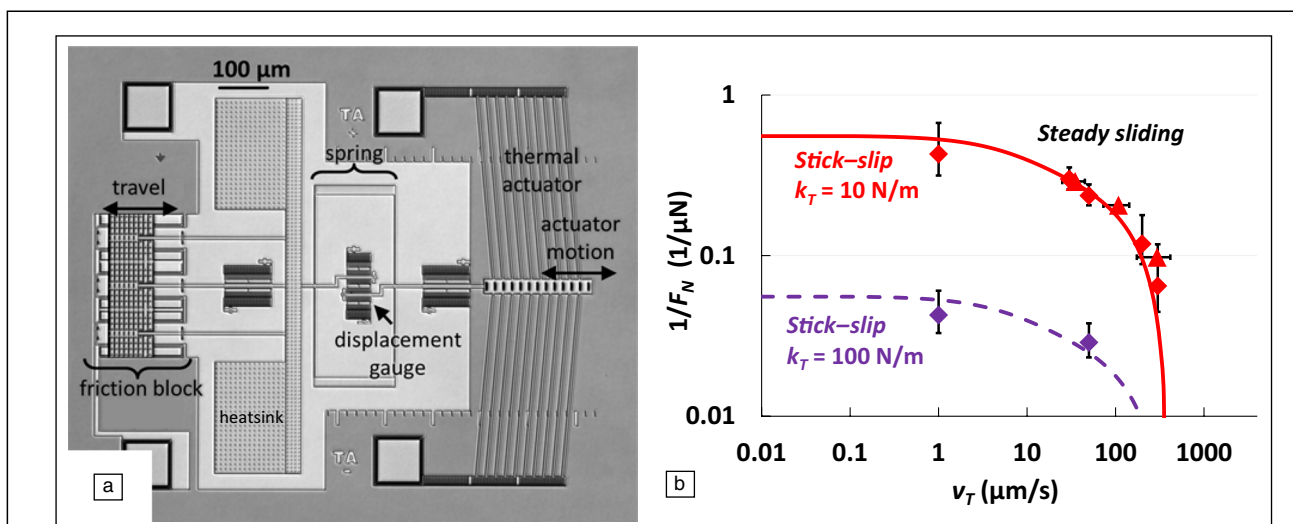 100 µm
TA
+
spring
thermal
actuator
travel
actuator
motion
displacement
gauge
friction block
heatsink
TA
-
a
1
0.1
0.01
1/F_N (1/µN)
Steady sliding
Stick–slip
k_T = 10 N/m
Stick–slip
k_T = 100 N/m
0.01 0.1 1 10 100 1000
v_T (µm/s)
b